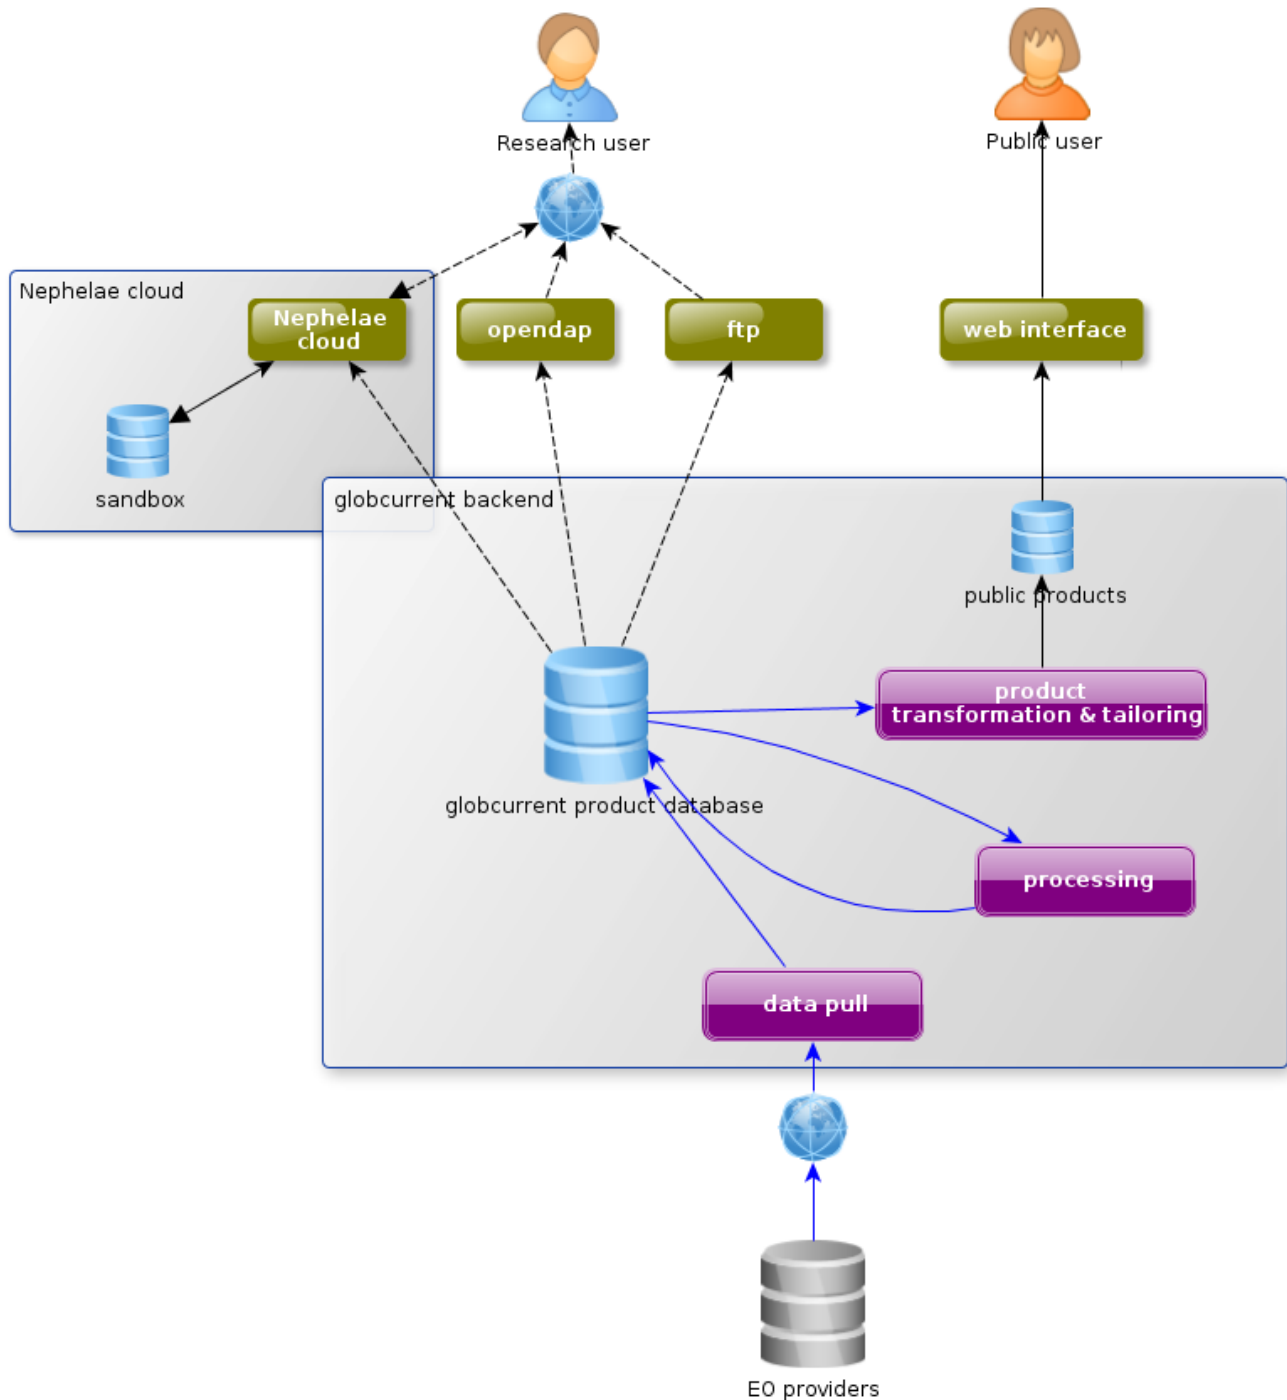 Research user
Public user
Nephelae cloud
Nephelae
cloud
opendap
ftp
web interface
sandbox
globcurrent backend
public products
product
transformation & tailoring
globcurrent product database
processing
data pull
EO providers